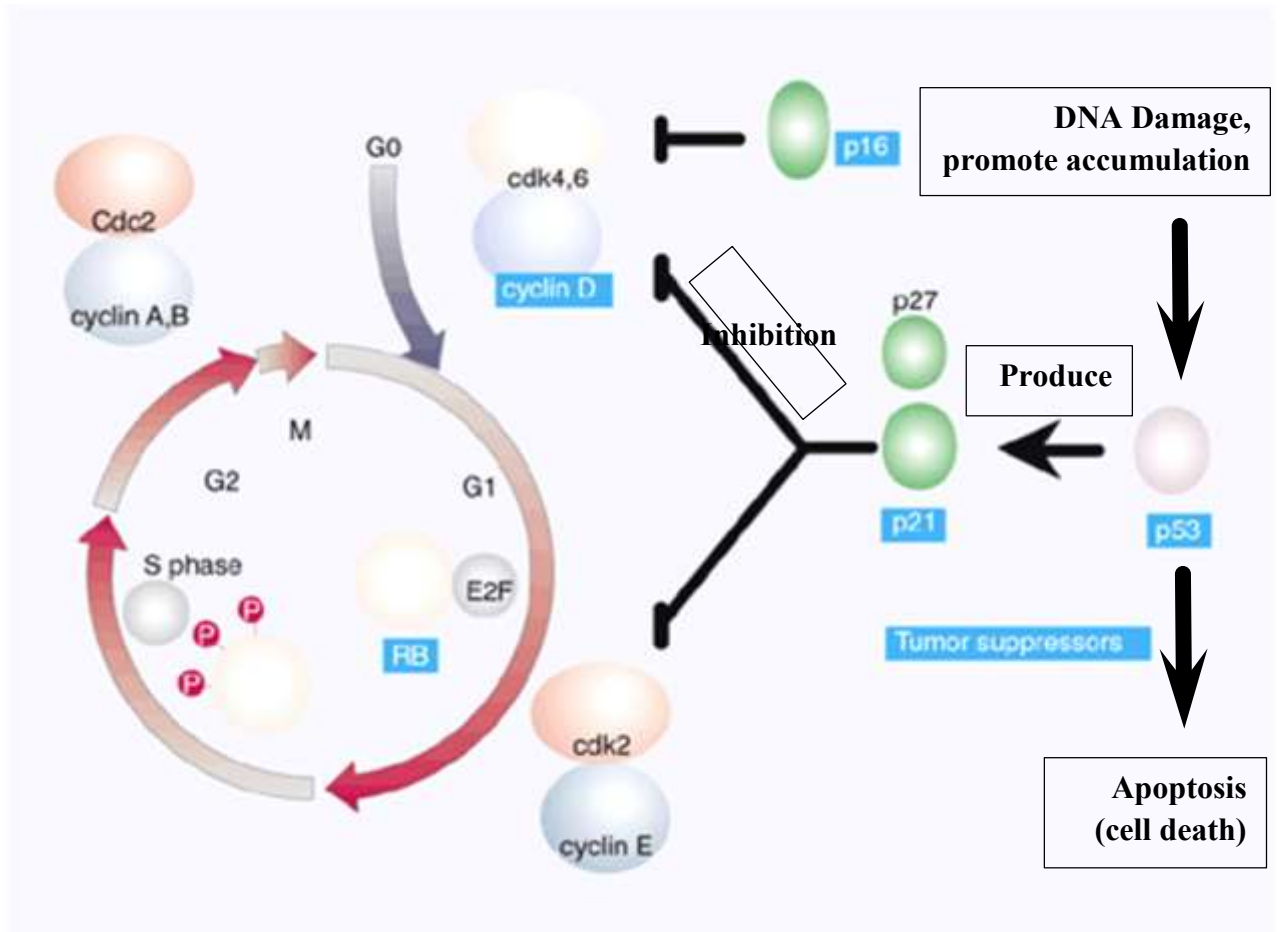 G0
Cdc2
cyclin A,B
cdk4,6
cyclin D
p16
DNA Damage,
promote accumulation
Inhibition
p27
Produce
p21
p53
M
G2
G1
S phase
P
P
P
E2F
RB
Tumor suppressors
cdk2
cyclin E
Apoptosis
(cell death)